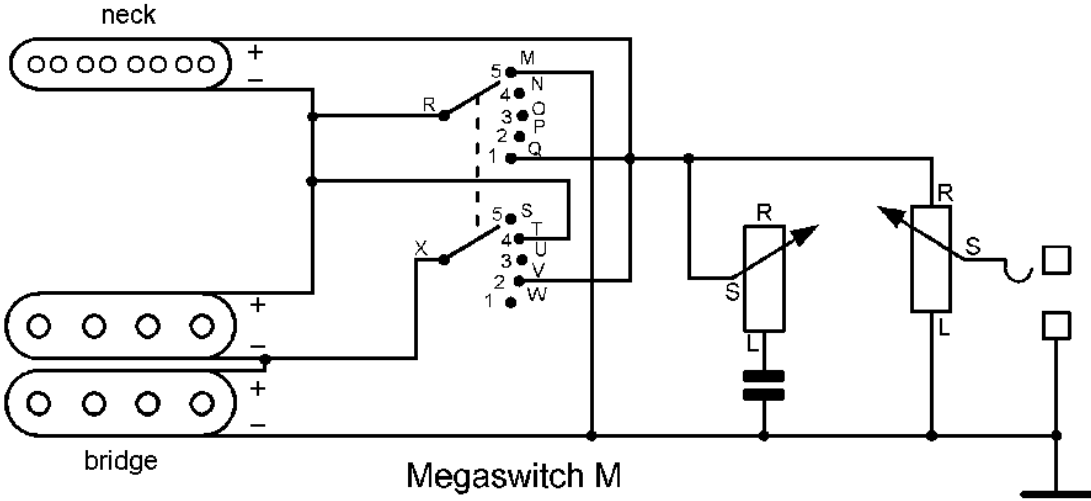 neck
+
−
R
5 M
4 N
3 O
2 P
1 Q
5 S
4 T
3 U
2 V
1 W
X
R
S
L
R
S
L
+
−
+
−
bridge
Megaswitch M